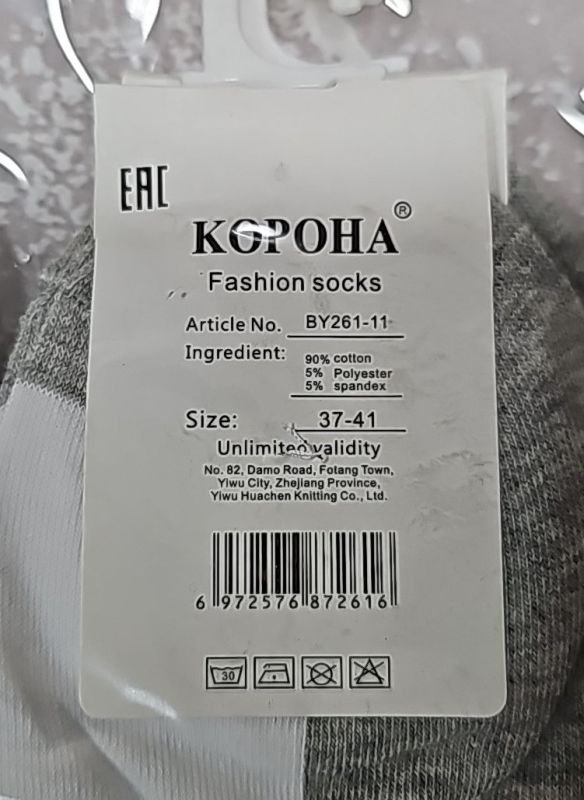 EAC
КОРОНА®
Fashion socks
Article No. BY261-11
Ingredient: 90% cotton
5% Polyester
5% spandex
Size: 37-41
Unlimited validity
No. 82, Damo Road, Fotang Town,
Yiwu City, Zhejiang Province,
Yiwu Huachen Knitting Co., Ltd.
6 972576 872616
30